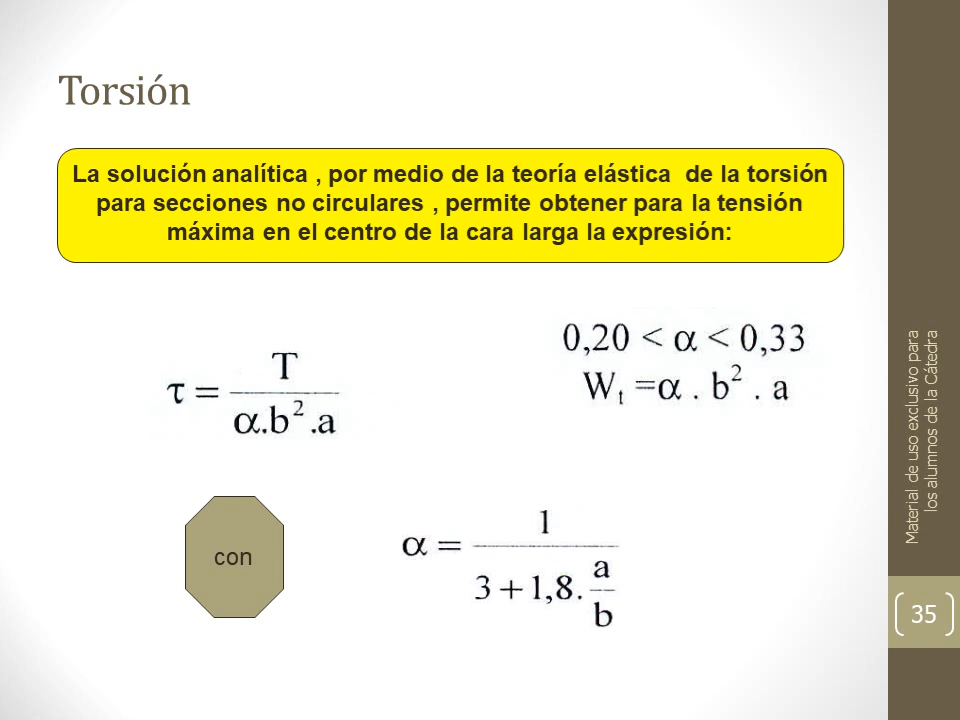 Torsión
La solución analítica , por medio de la teoría elástica de la torsión
para secciones no circulares , permite obtener para la tensión
máxima en el centro de la cara larga la expresión:
τ = T / α.b².a
0,20 < α < 0,33
Wₜ =α . b² . a
con
α = 1 / 3 + 1,8. a/b
Material de uso exclusivo para
los alumnos de la Cátedra
35